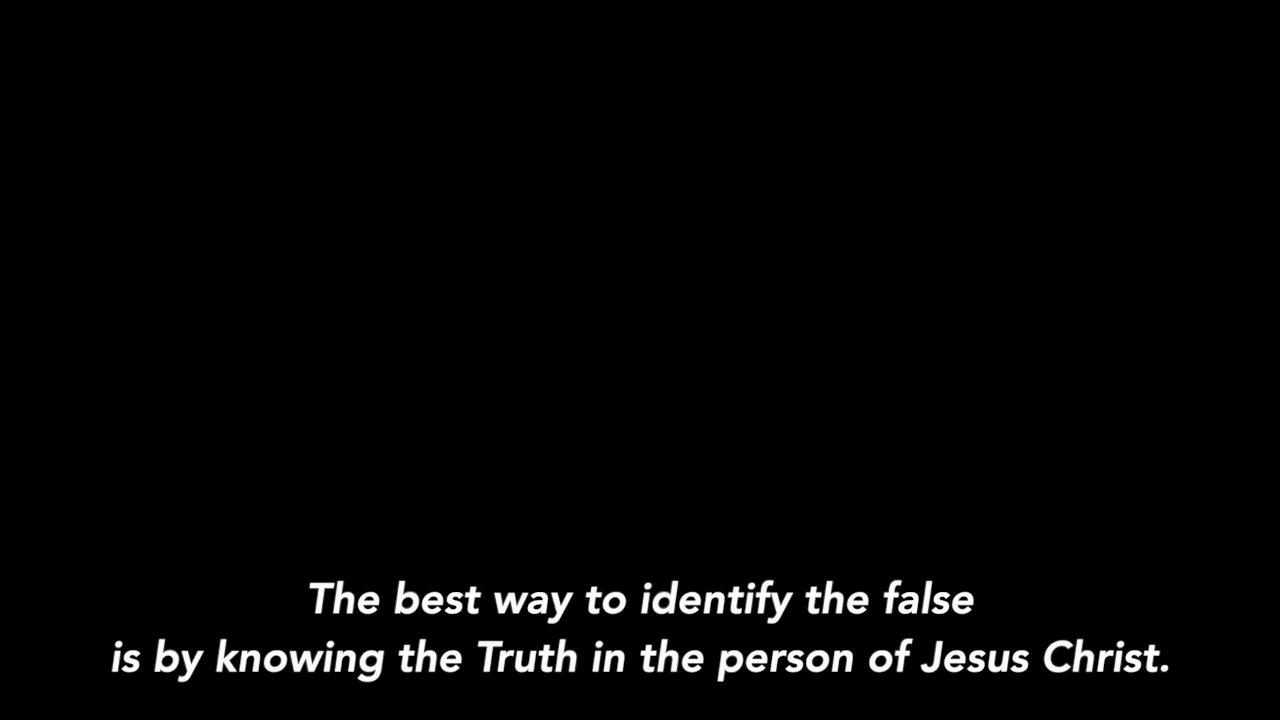 The best way to identify the false
is by knowing the Truth in the person of Jesus Christ.